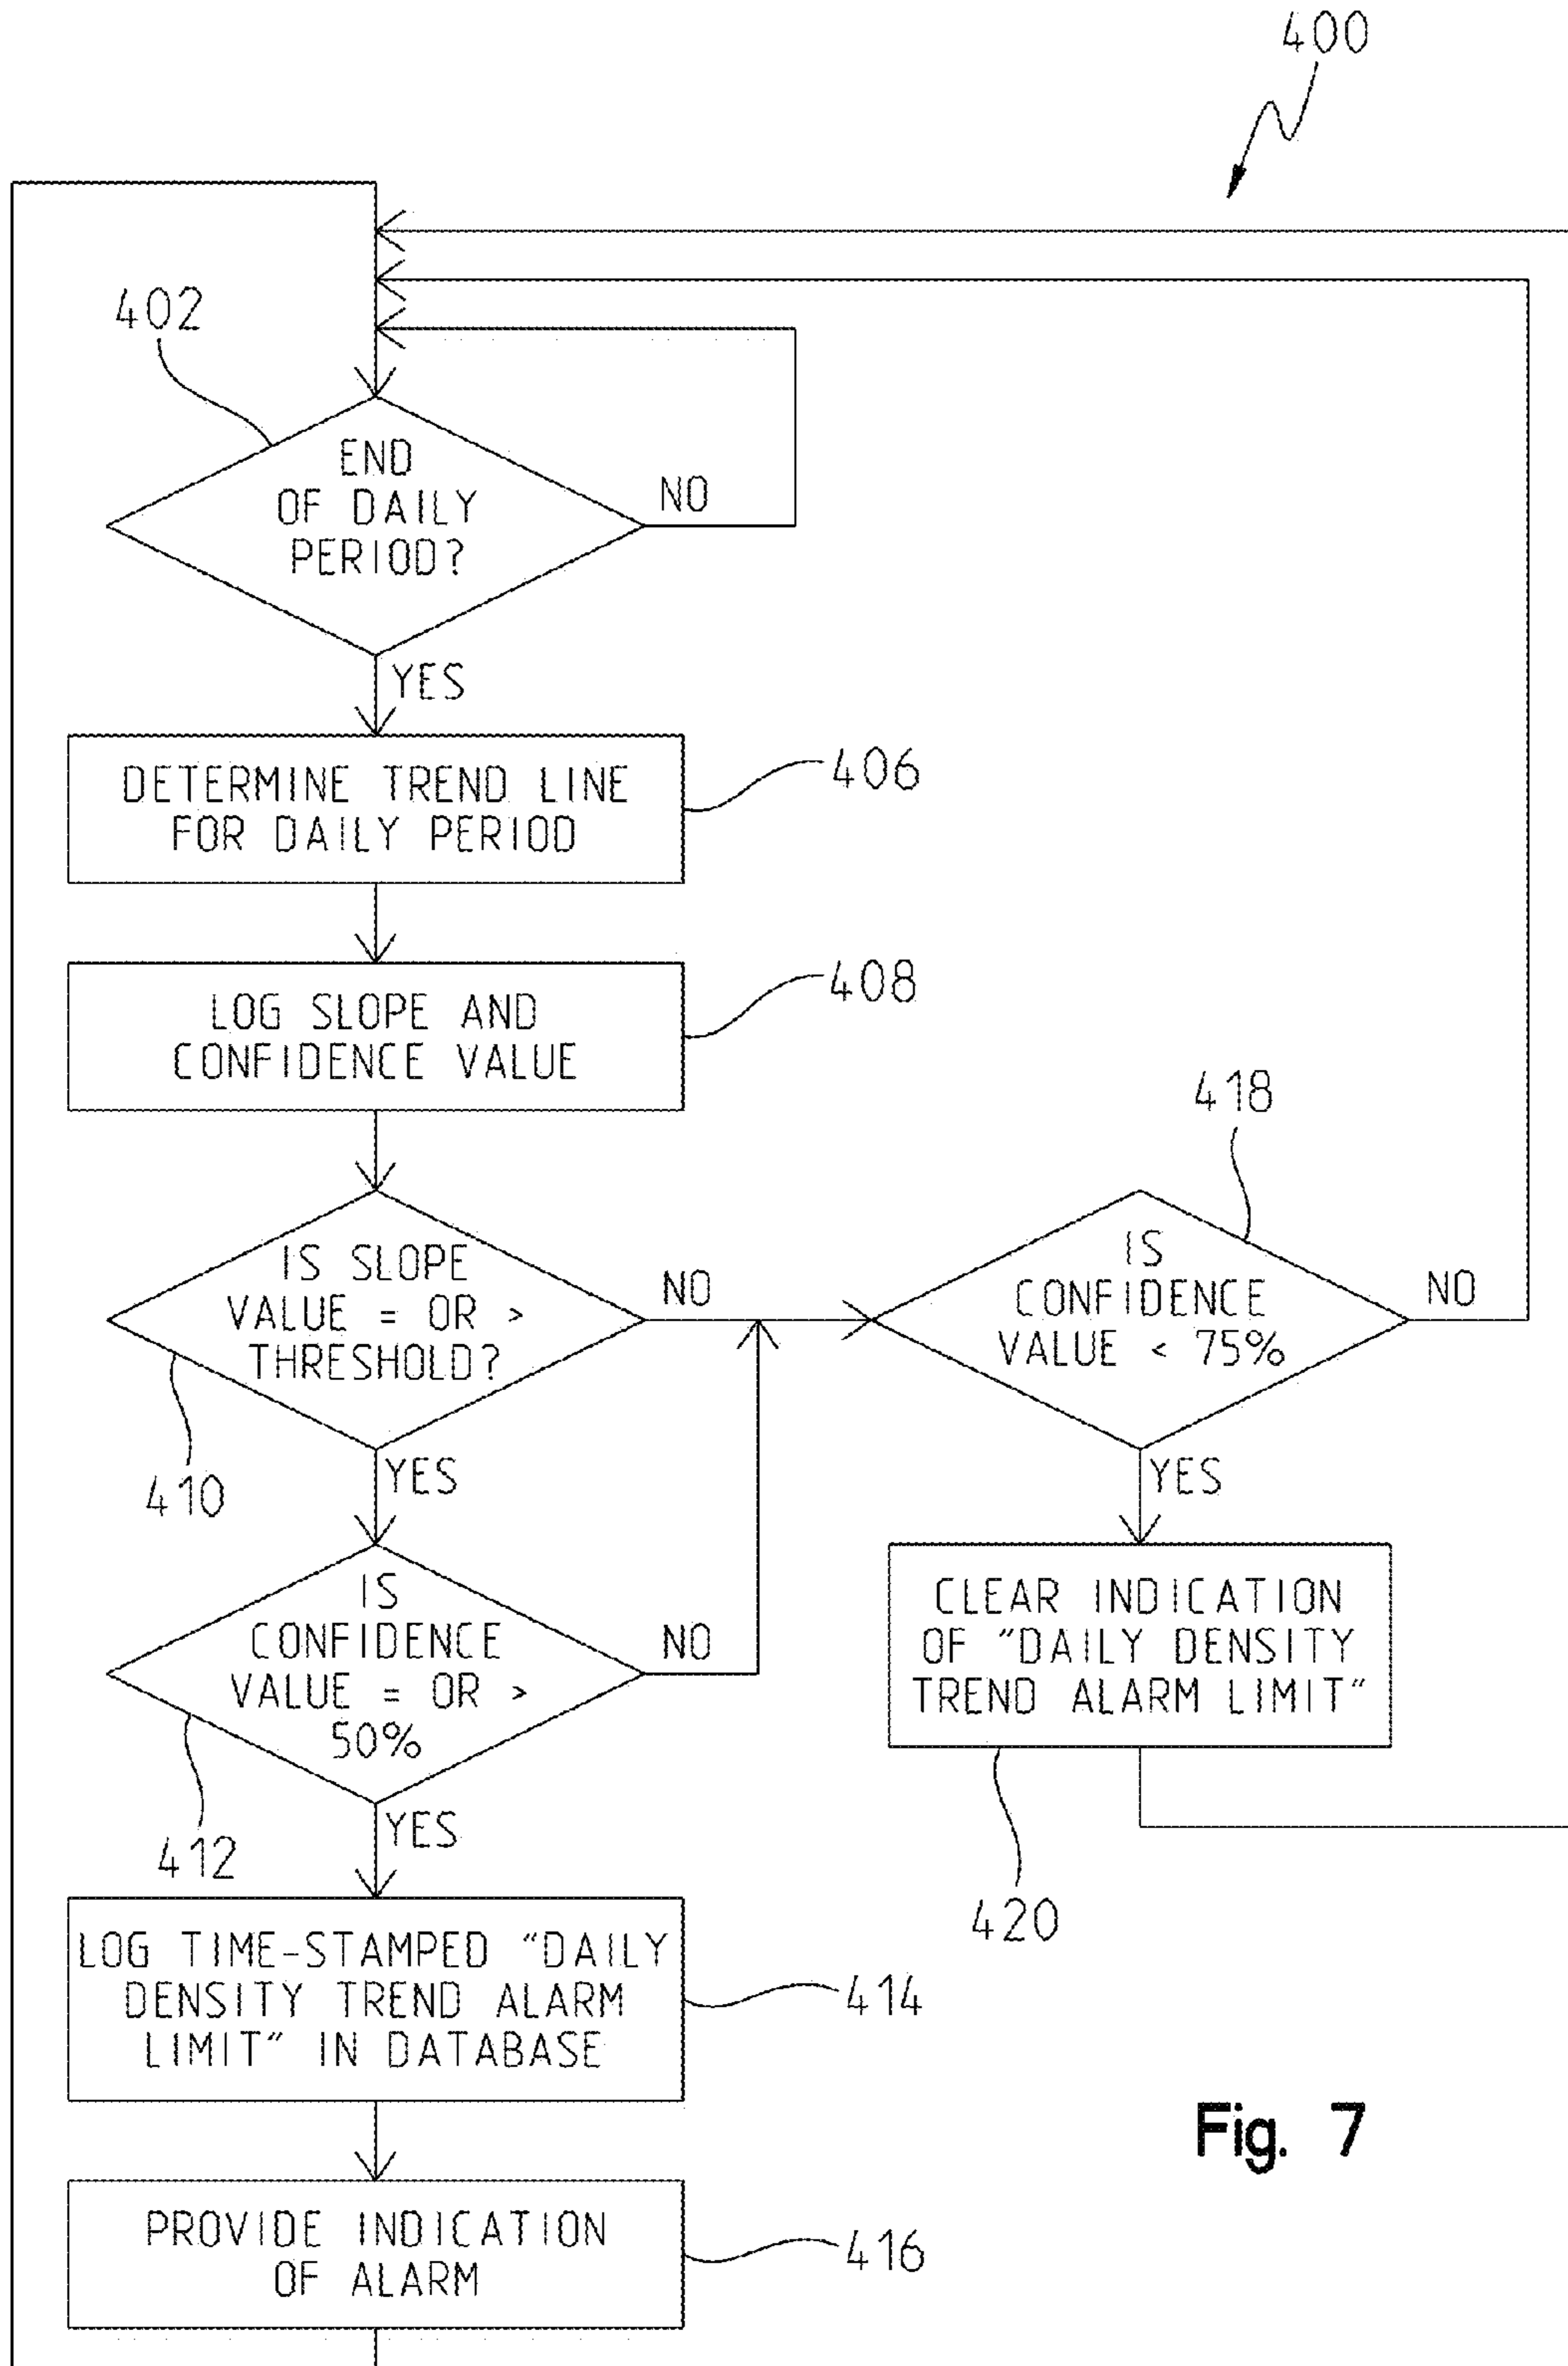 400
402
END
OF DAILY
PERIOD?
NO
YES
DETERMINE TREND LINE
FOR DAILY PERIOD
406
LOG SLOPE AND
CONFIDENCE VALUE
408
IS SLOPE
VALUE = OR >
THRESHOLD?
NO
410
YES
418
IS
CONFIDENCE
VALUE < 75%
NO
YES
IS
CONFIDENCE
VALUE = OR >
50%
NO
412
YES
CLEAR INDICATION
OF "DAILY DENSITY
TREND ALARM LIMIT"
420
LOG TIME-STAMPED "DAILY
DENSITY TREND ALARM
LIMIT" IN DATABASE
414
PROVIDE INDICATION
OF ALARM
416
Fig. 7